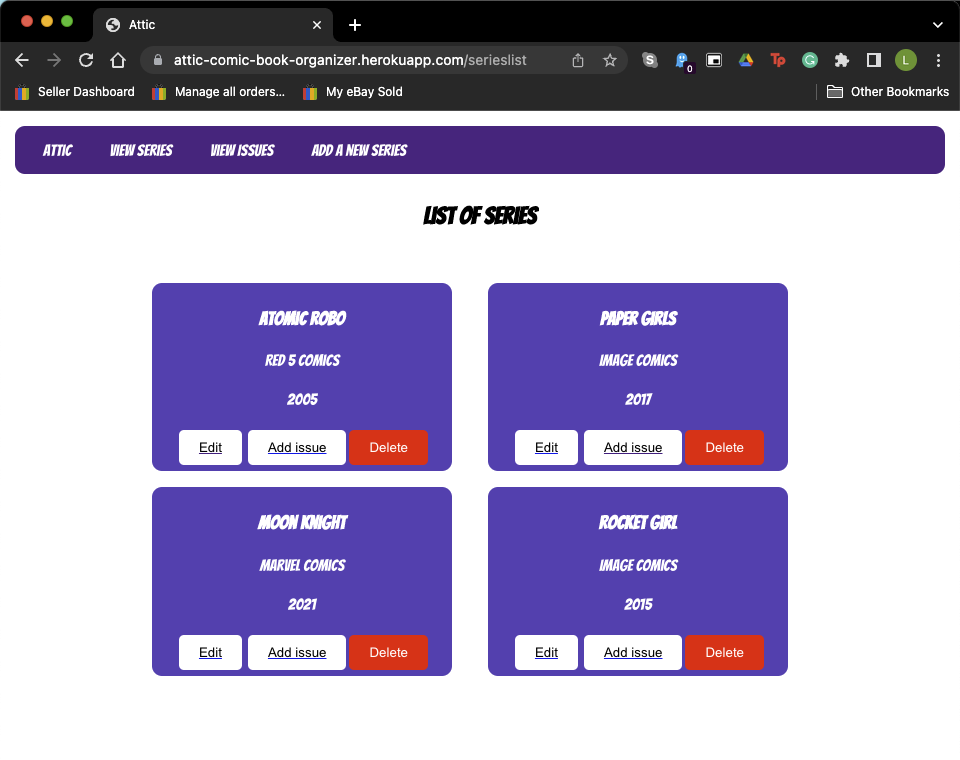 Attic
attic-comic-book-organizer.herokuapp.com/serieslist
0
Tp
G
L
Seller Dashboard
Manage all orders...
My eBay Sold
Other Bookmarks
ATTIC
VIEW SERIES
VIEW ISSUES
ADD A NEW SERIES
LIST OF SERIES
ATOMIC ROBO
RED 5 COMICS
2005
Edit
Add issue
Delete
PAPER GIRLS
IMAGE COMICS
2017
Edit
Add issue
Delete
MOON KNIGHT
MARVEL COMICS
2021
Edit
Add issue
Delete
ROCKET GIRL
IMAGE COMICS
2015
Edit
Add issue
Delete